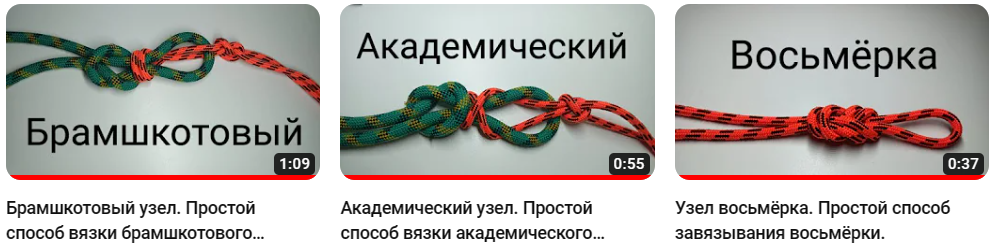 Брамшкотовый
1:09
Брамшкотовый узел. Простой
способ вязки брамшкотового…
Академический
0:55
Академический узел. Простой
способ вязки академического…
Восьмёрка
0:37
Узел восьмёрка. Простой способ
завязывания восьмёрки.